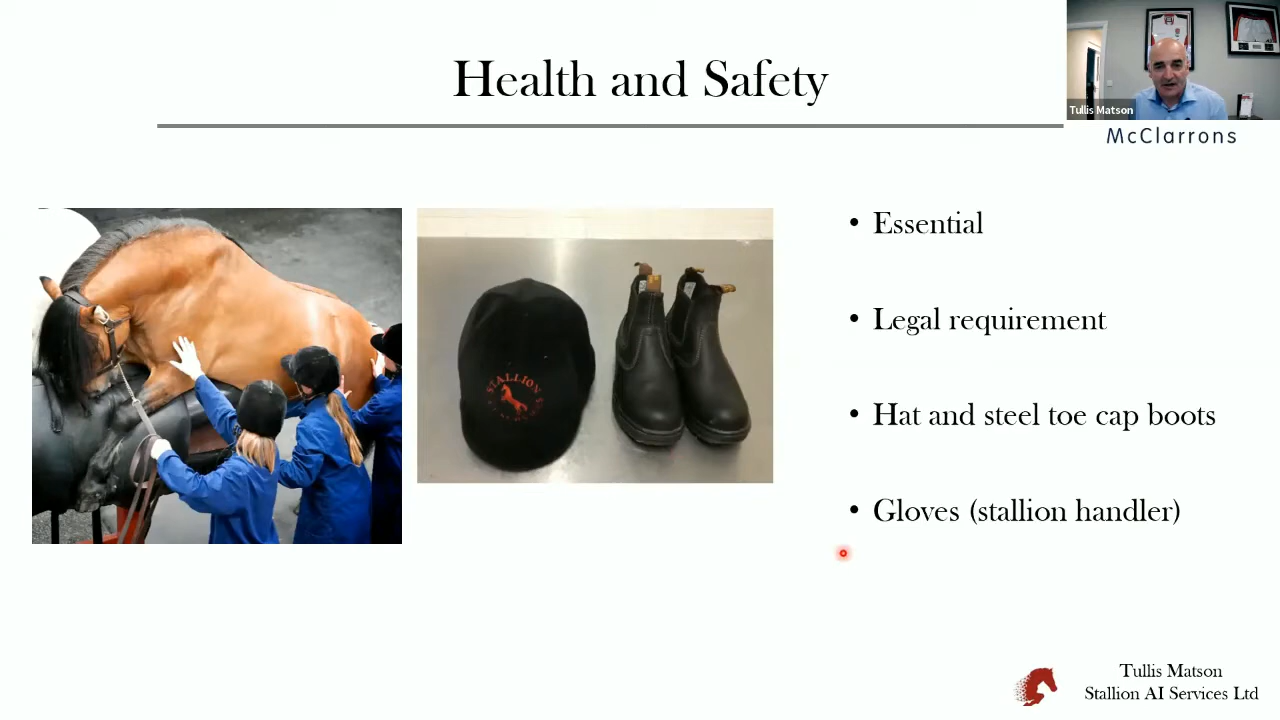 Health and Safety
Tullis Matson
McClarrons
STALLION
• Essential
• Legal requirement
• Hat and steel toe cap boots
• Gloves (stallion handler)
Tullis Matson
Stallion AI Services Ltd